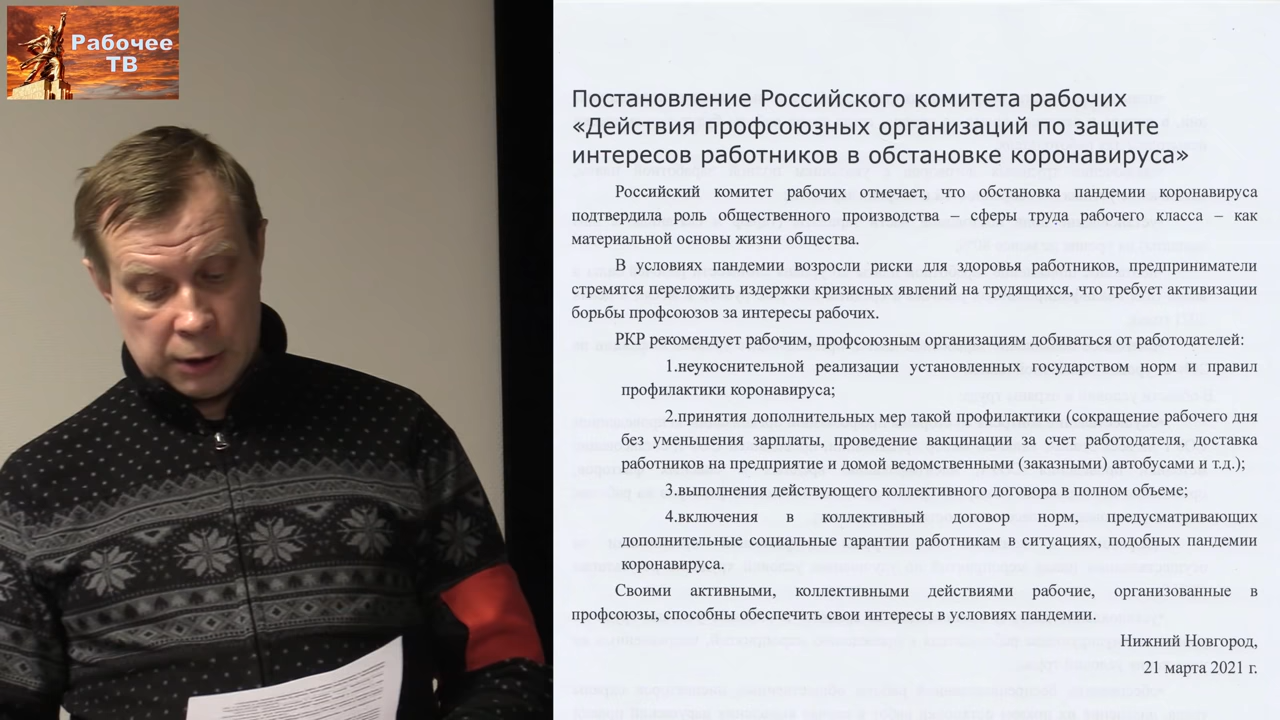 Рабочее
ТВ
Постановление Российского комитета рабочих
«Действия профсоюзных организаций по защите
интересов работников в обстановке коронавируса»
Российский комитет рабочих отмечает, что обстановка пандемии коронавируса
подтвердила роль общественного производства – сферы труда рабочего класса – как
материальной основы жизни общества.
В условиях пандемии возросли риски для здоровья работников, предприниматели
стремятся переложить издержки кризисных явлений на трудящихся, что требует активизации
борьбы профсоюзов за интересы рабочих.
РКР рекомендует рабочим, профсоюзным организациям добиваться от работодателей:
1.неукоснительной реализации установленных государством норм и правил
профилактики коронавируса;
2.принятия дополнительных мер такой профилактики (сокращение рабочего дня
без уменьшения зарплаты, проведение вакцинации за счет работодателя, доставка
работников на предприятие и домой ведомственными (заказными) автобусами и т.д.);
3.выполнения действующего коллективного договора в полном объеме;
4.включения в коллективный договор норм, предусматривающих
дополнительные социальные гарантии работникам в ситуациях, подобных пандемии
коронавируса.
Своими активными, коллективными действиями рабочие, организованные в
профсоюзы, способны обеспечить свои интересы в условиях пандемии.
Нижний Новгород,
21 марта 2021 г.